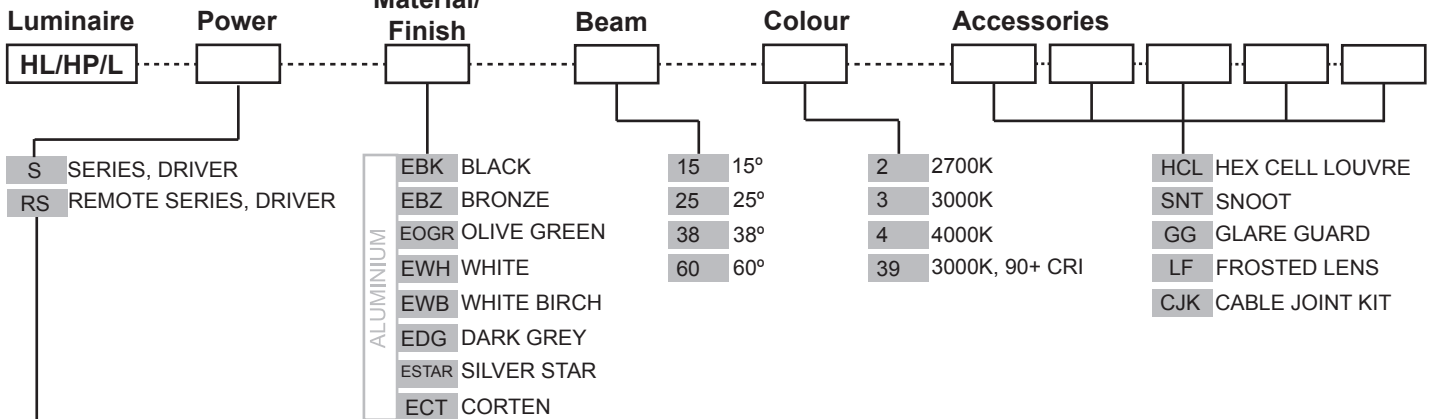 Luminaire Power Material/ Finish Beam Colour Accessories
HL/HP/L
S SERIES, DRIVER
RS REMOTE SERIES, DRIVER
ALUMINIUM
EBK BLACK
EBZ BRONZE
EOGR OLIVE GREEN
EWH WHITE
EWB WHITE BIRCH
EDG DARK GREY
ESTAR SILVER STAR
ECT CORTEN
15 15º
25 25º
38 38º
60 60º
2 2700K
3 3000K
4 4000K
39 3000K, 90+ CRI
HCL HEX CELL LOUVRE
SNT SNOOT
GG GLARE GUARD
LF FROSTED LENS
CJK CABLE JOINT KIT